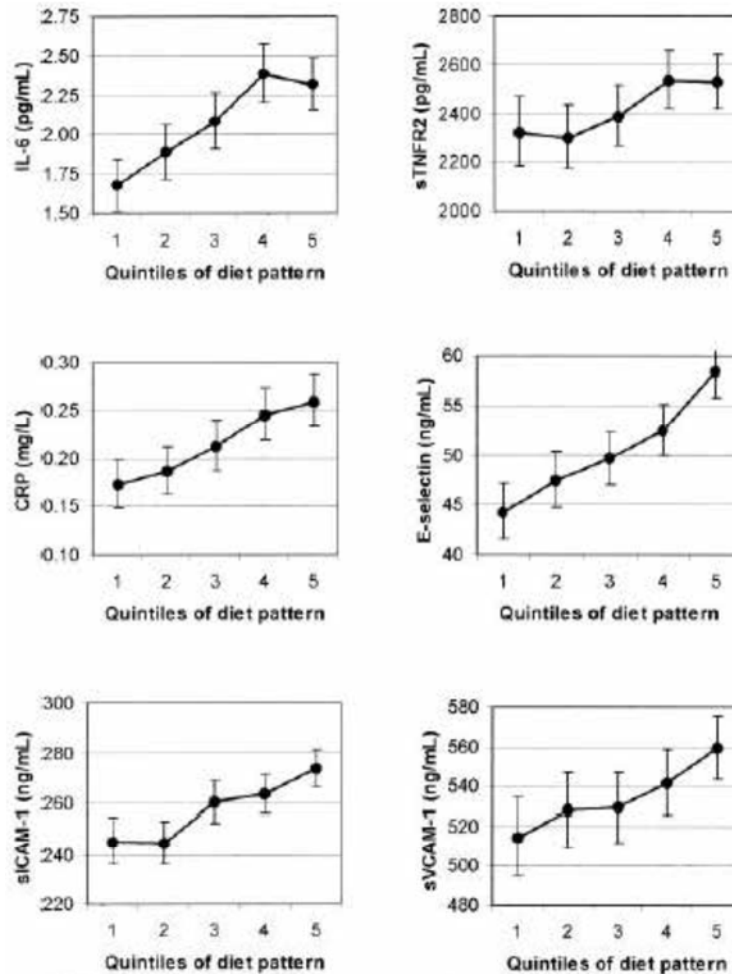 IL-6 (pg/mL)
2.75
2.50
2.25
2.00
1.75
1.50
1 2 3 4 5
Quintiles of diet pattern
sTNFR2 (pg/mL)
2800
2600
2400
2200
2000
1 2 3 4 5
Quintiles of diet pattern
CRP (mg/L)
0.30
0.25
0.20
0.15
0.10
1 2 3 4 5
Quintiles of diet pattern
E-selectin (ng/mL)
60
55
50
45
40
1 2 3 4 5
Quintiles of diet pattern
sICAM-1 (ng/mL)
300
280
260
240
220
1 2 3 4 5
Quintiles of diet pattern
sVCAM-1 (ng/mL)
580
560
540
520
500
480
1 2 3 4 5
Quintiles of diet pattern